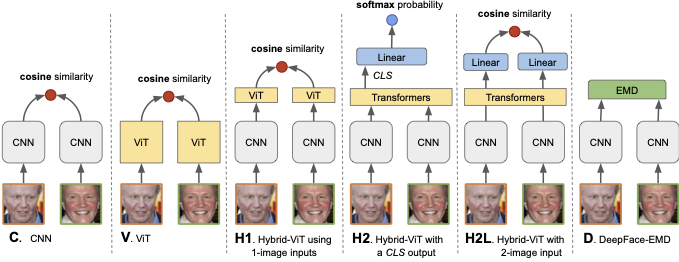 cosine similarity
CNN
CNN
C. CNN
cosine similarity
ViT
ViT
V. ViT
cosine similarity
ViT
ViT
CNN
CNN
H1. Hybrid-ViT using
1-image inputs
softmax probability
Linear
CLS
Transformers
CNN
CNN
H2. Hybrid-ViT with
a CLS output
cosine similarity
Linear
Linear
Transformers
CNN
CNN
H2L. Hybrid-ViT with
2-image input
EMD
CNN
CNN
D. DeepFace-EMD